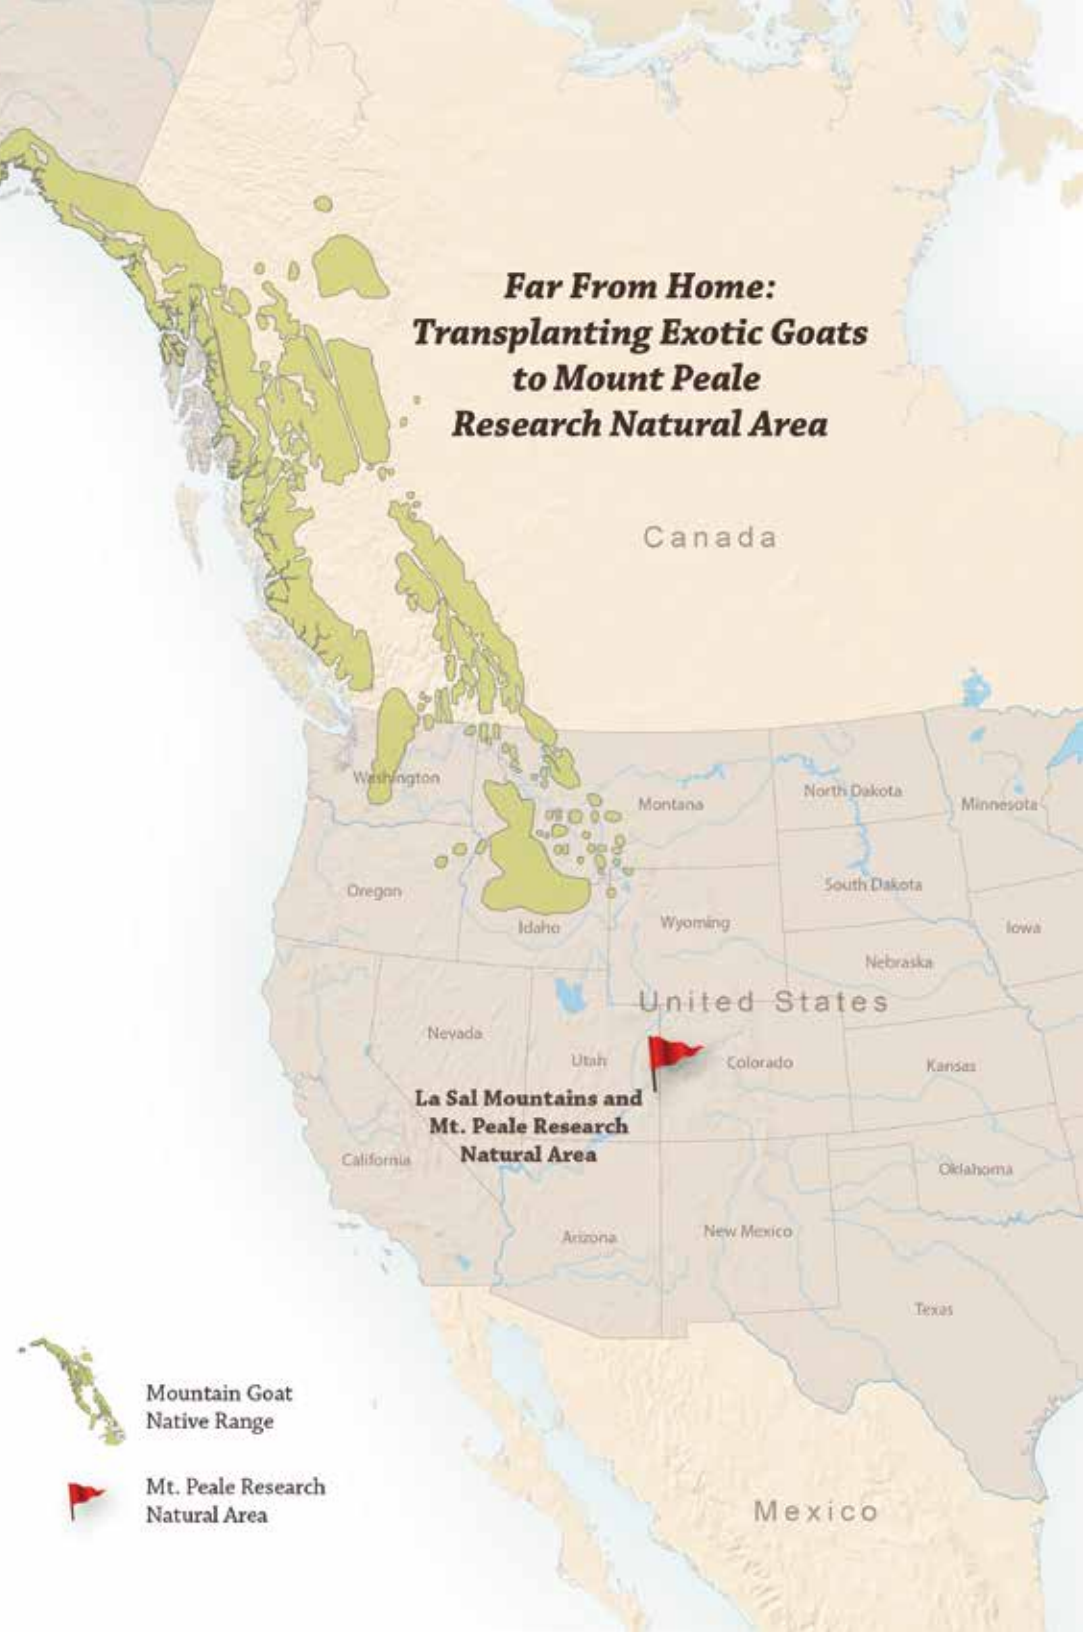 Far From Home:
Transplanting Exotic Goats
to Mount Peale
Research Natural Area
Canada
Washington
Montana
North Dakota
Minnesota
Oregon
Idaho
Wyoming
South Dakota
Iowa
Nebraska
United States
Nevada
Utah
Colorado
Kansas
La Sal Mountains and
Mt. Peale Research
Natural Area
California
Oklahoma
Arizona
New Mexico
Texas
Mountain Goat
Native Range
Mt. Peale Research
Natural Area
Mexico